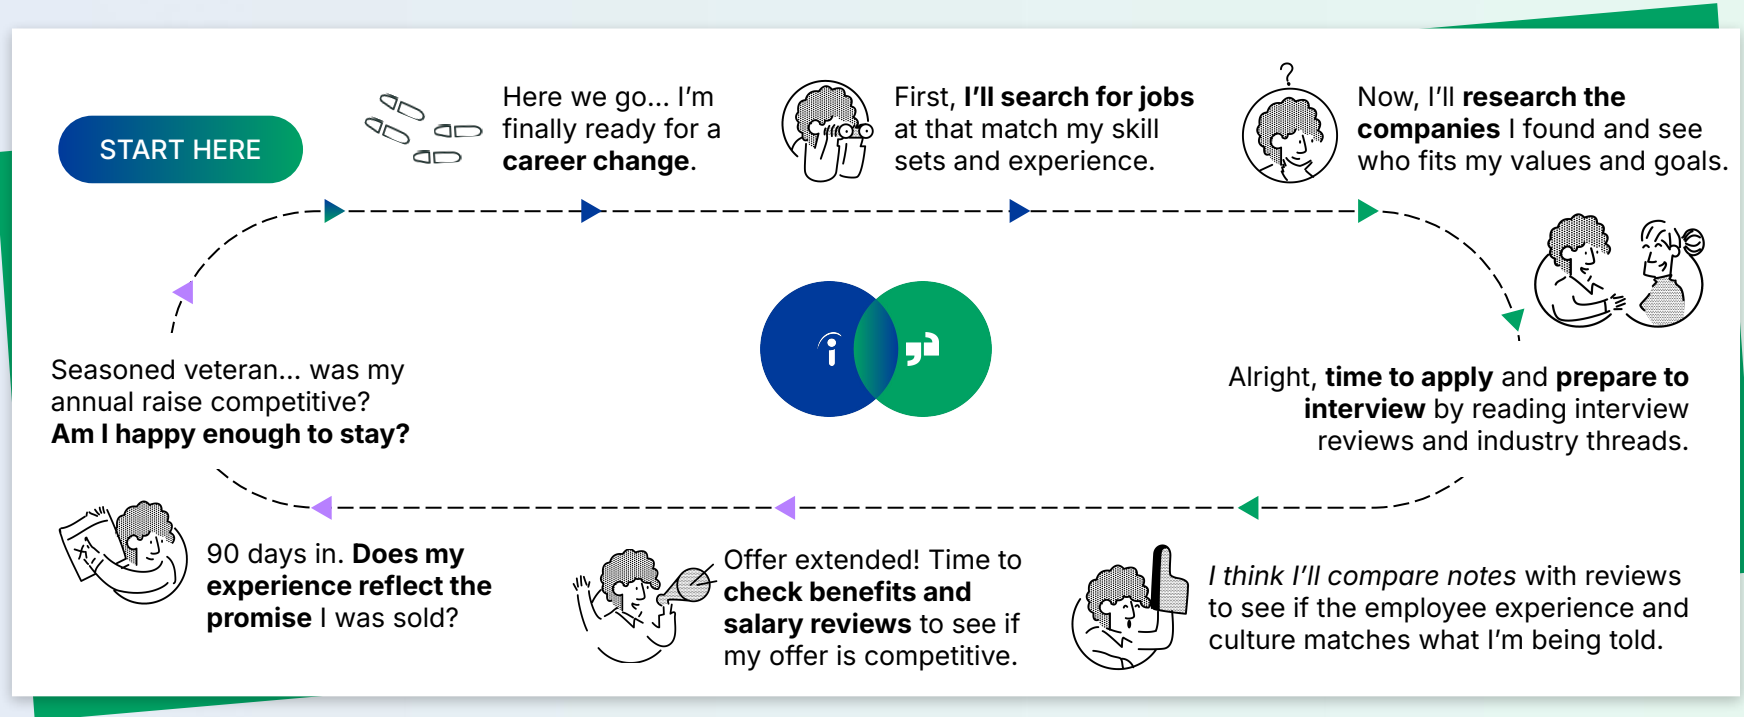 START HERE
Here we go... I'm
finally ready for a
career change.
First, I'll search for jobs
at that match my skill
sets and experience.
?
Now, I'll research the
companies I found and see
who fits my values and goals.
Alright, time to apply and prepare to
interview by reading interview
reviews and industry threads.
I think I'll compare notes with reviews
to see if the employee experience and
culture matches what I'm being told.
Offer extended! Time to
check benefits and
salary reviews to see if
my offer is competitive.
90 days in. Does my
experience reflect the
promise I was sold?
Seasoned veteran... was my
annual raise competitive?
Am I happy enough to stay?